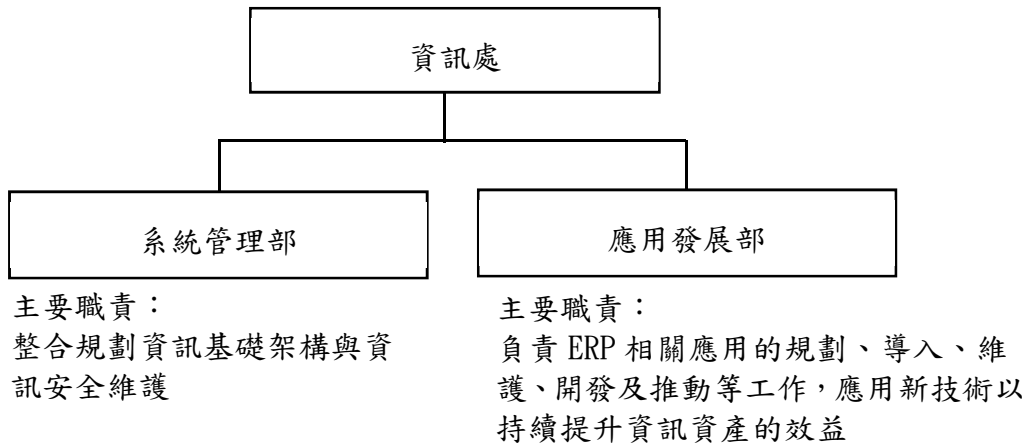 資訊處
系統管理部
主要職責：
整合規劃資訊基礎架構與資
訊安全維護
應用發展部
主要職責：
負責 ERP 相關應用的規劃、導入、維
護、開發及推動等工作，應用新技術以
持續提升資訊資產的效益